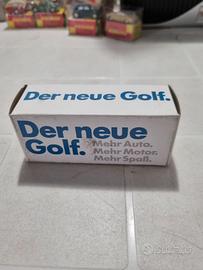 Der neue Golf.
Der neue
Golf.
Mehr Auto.
Mehr Motor.
Mehr Spaß.